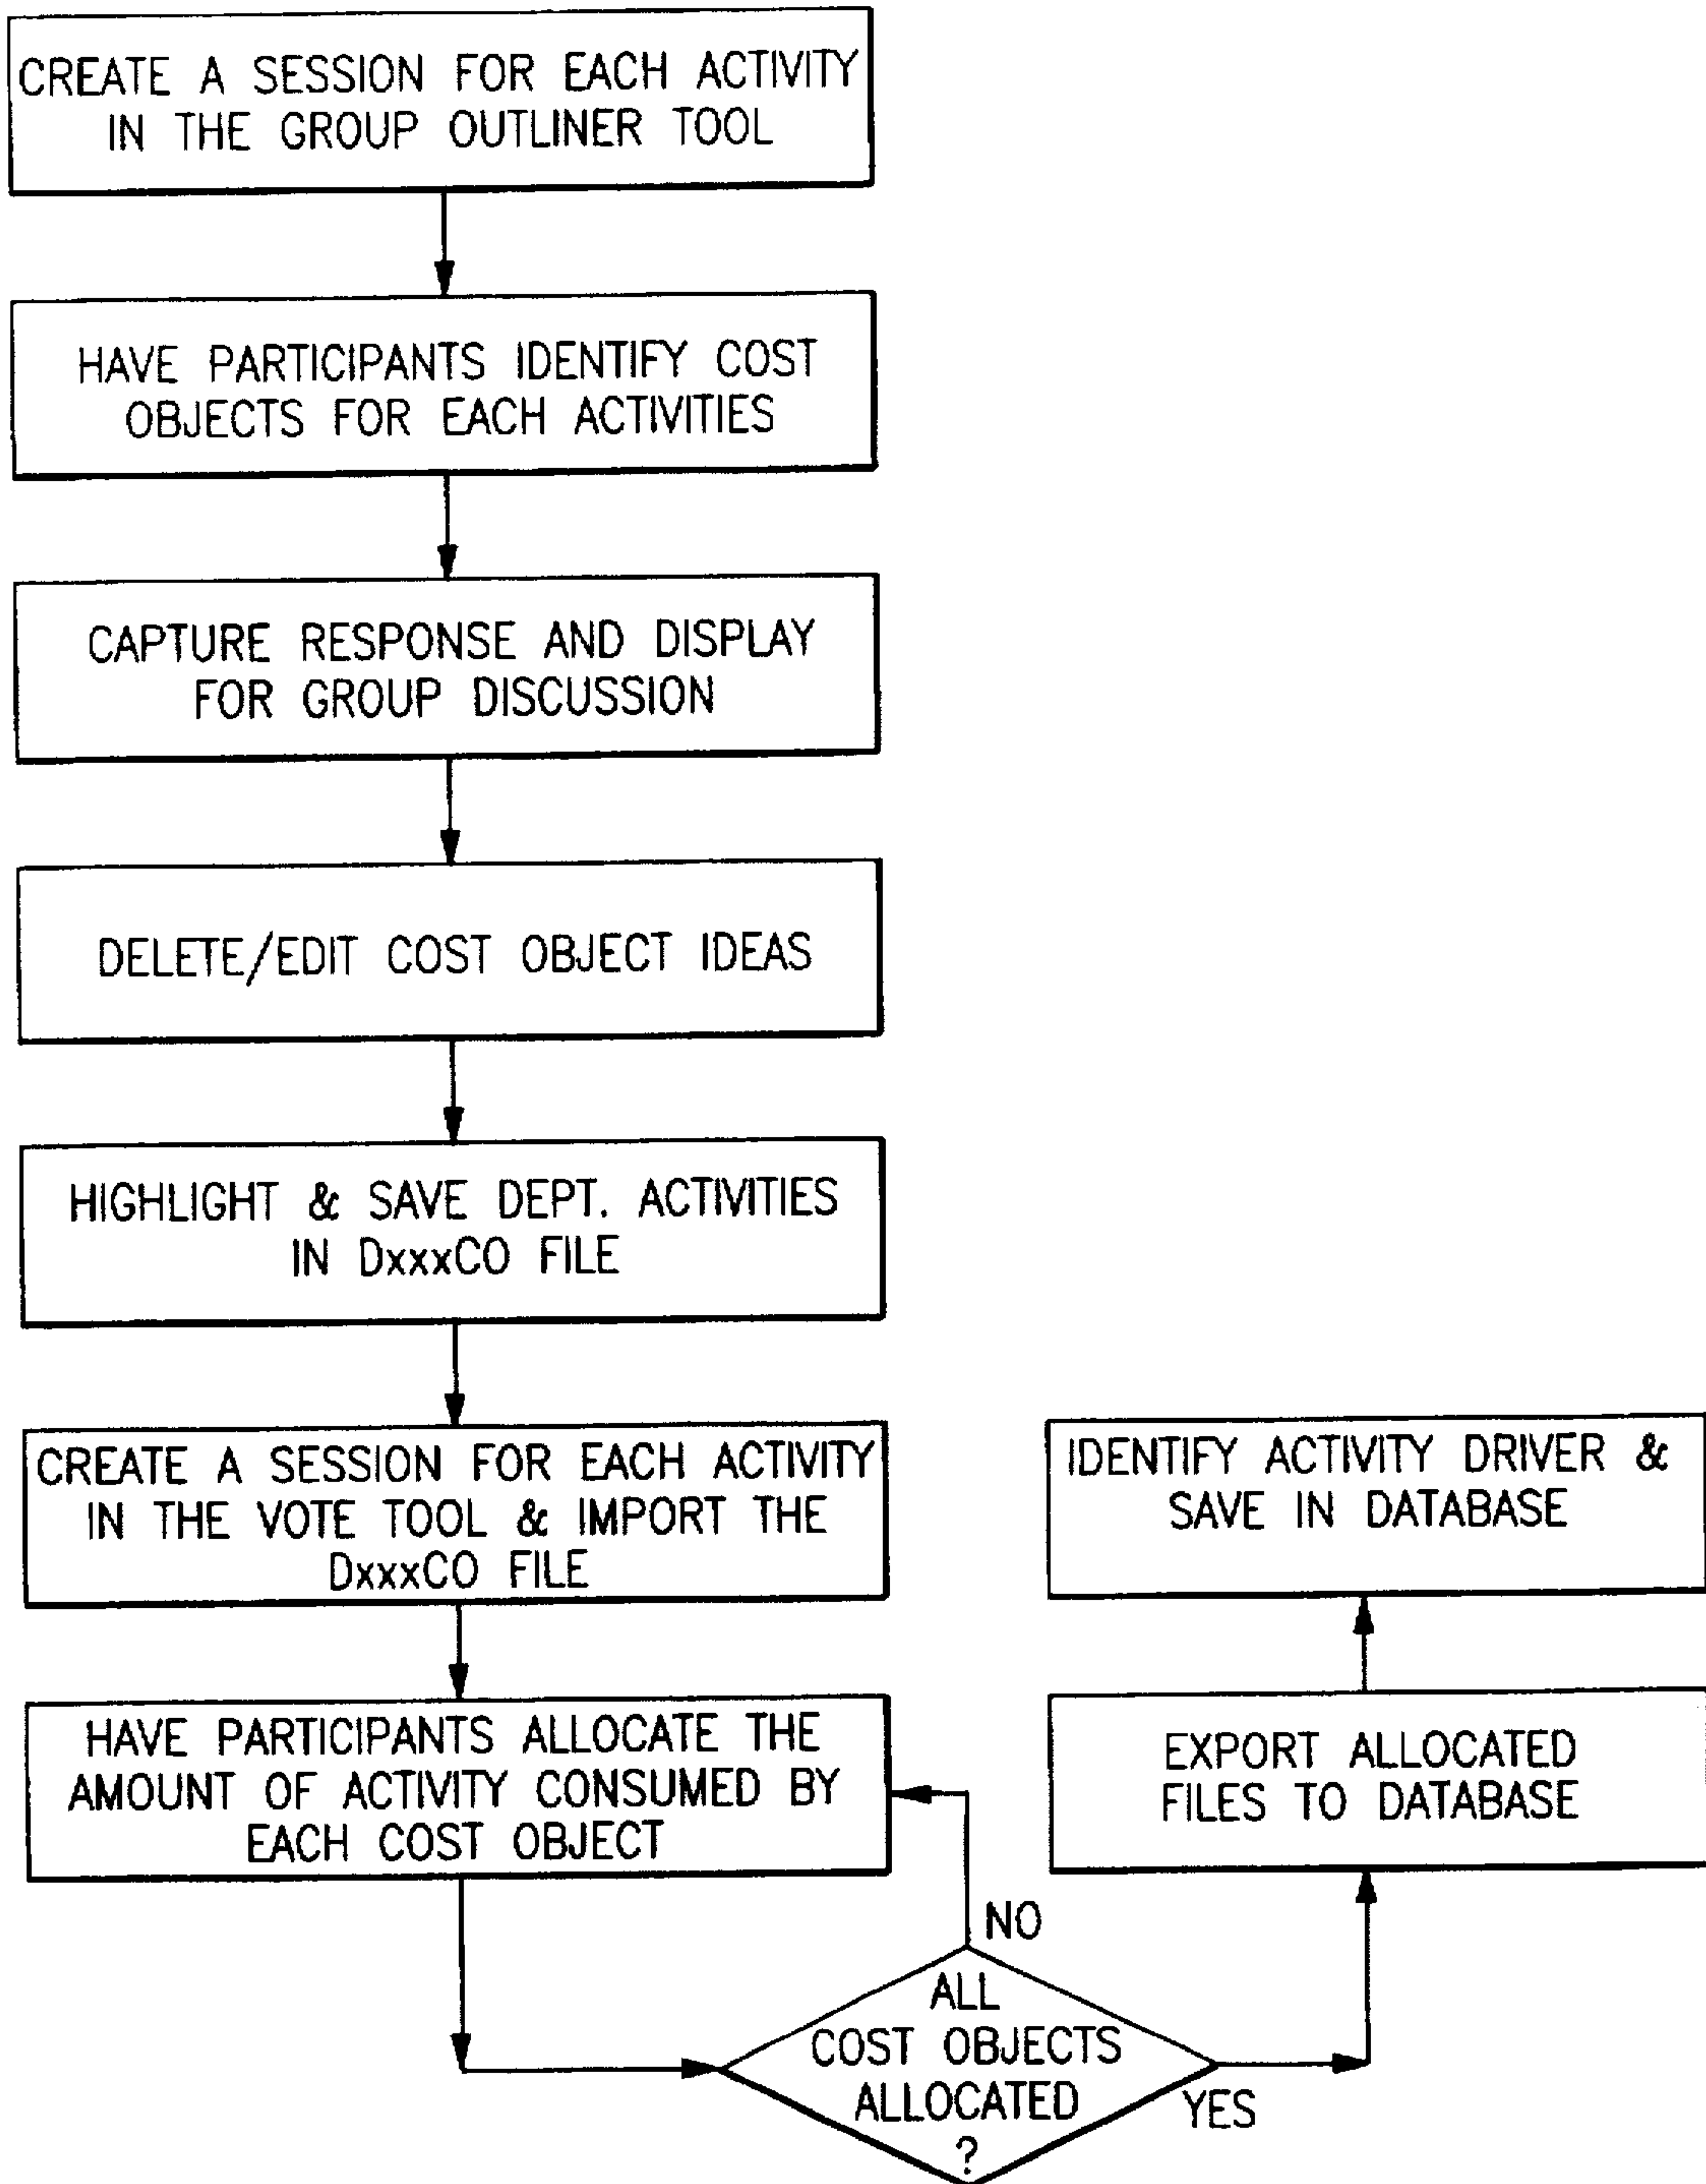 CREATE A SESSION FOR EACH ACTIVITY
IN THE GROUP OUTLINER TOOL
HAVE PARTICIPANTS IDENTIFY COST
OBJECTS FOR EACH ACTIVITIES
CAPTURE RESPONSE AND DISPLAY
FOR GROUP DISCUSSION
DELETE/EDIT COST OBJECT IDEAS
HIGHLIGHT & SAVE DEPT. ACTIVITIES
IN DxxxCO FILE
CREATE A SESSION FOR EACH ACTIVITY
IN THE VOTE TOOL & IMPORT THE
DxxxCO FILE
HAVE PARTICIPANTS ALLOCATE THE
AMOUNT OF ACTIVITY CONSUMED BY
EACH COST OBJECT
NO
ALL
COST OBJECTS
ALLOCATED
?
YES
EXPORT ALLOCATED
FILES TO DATABASE
IDENTIFY ACTIVITY DRIVER &
SAVE IN DATABASE